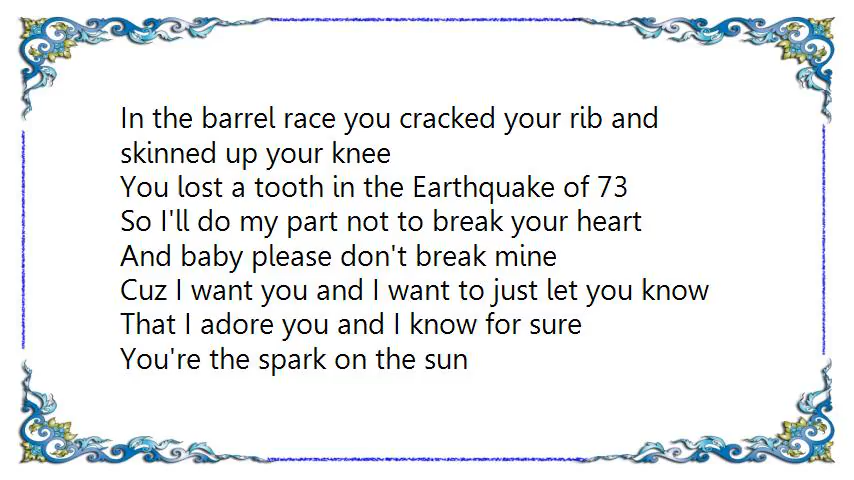 In the barrel race you cracked your rib and
skinned up your knee
You lost a tooth in the Earthquake of 73
So I'll do my part not to break your heart
And baby please don't break mine
Cuz I want you and I want to just let you know
That I adore you and I know for sure
You're the spark on the sun